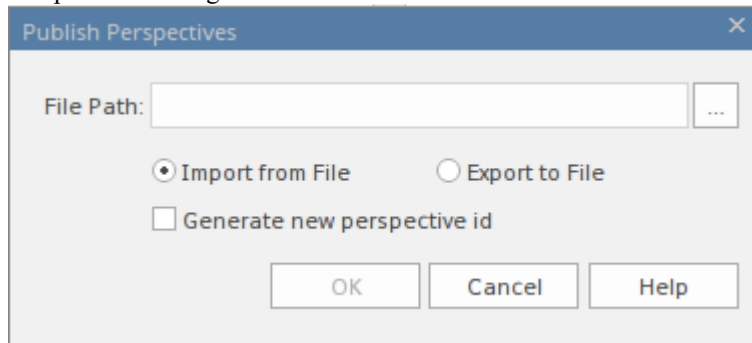 Publish Perspectives
File Path:
...
Import from File Export to File
Generate new perspective id
OK Cancel Help